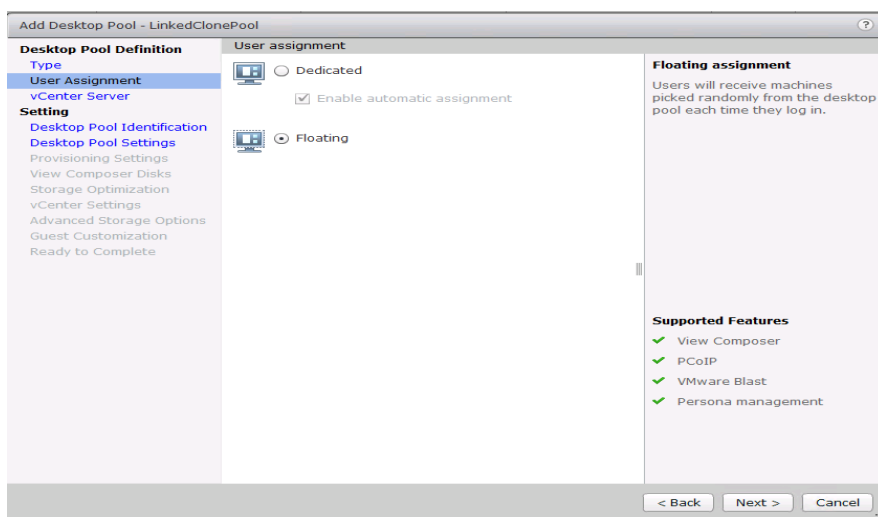 Add Desktop Pool - LinkedClonePool
?
Desktop Pool Definition
Type
User Assignment
vCenter Server
Setting
Desktop Pool Identification
Desktop Pool Settings
Provisioning Settings
View Composer Disks
Storage Optimization
vCenter Settings
Advanced Storage Options
Guest Customization
Ready to Complete
User assignment
Dedicated
Enable automatic assignment
Floating
Floating assignment
Users will receive machines
picked randomly from the desktop
pool each time they log in.
Supported Features
View Composer
PCoIP
VMware Blast
Persona management
< Back
Next >
Cancel